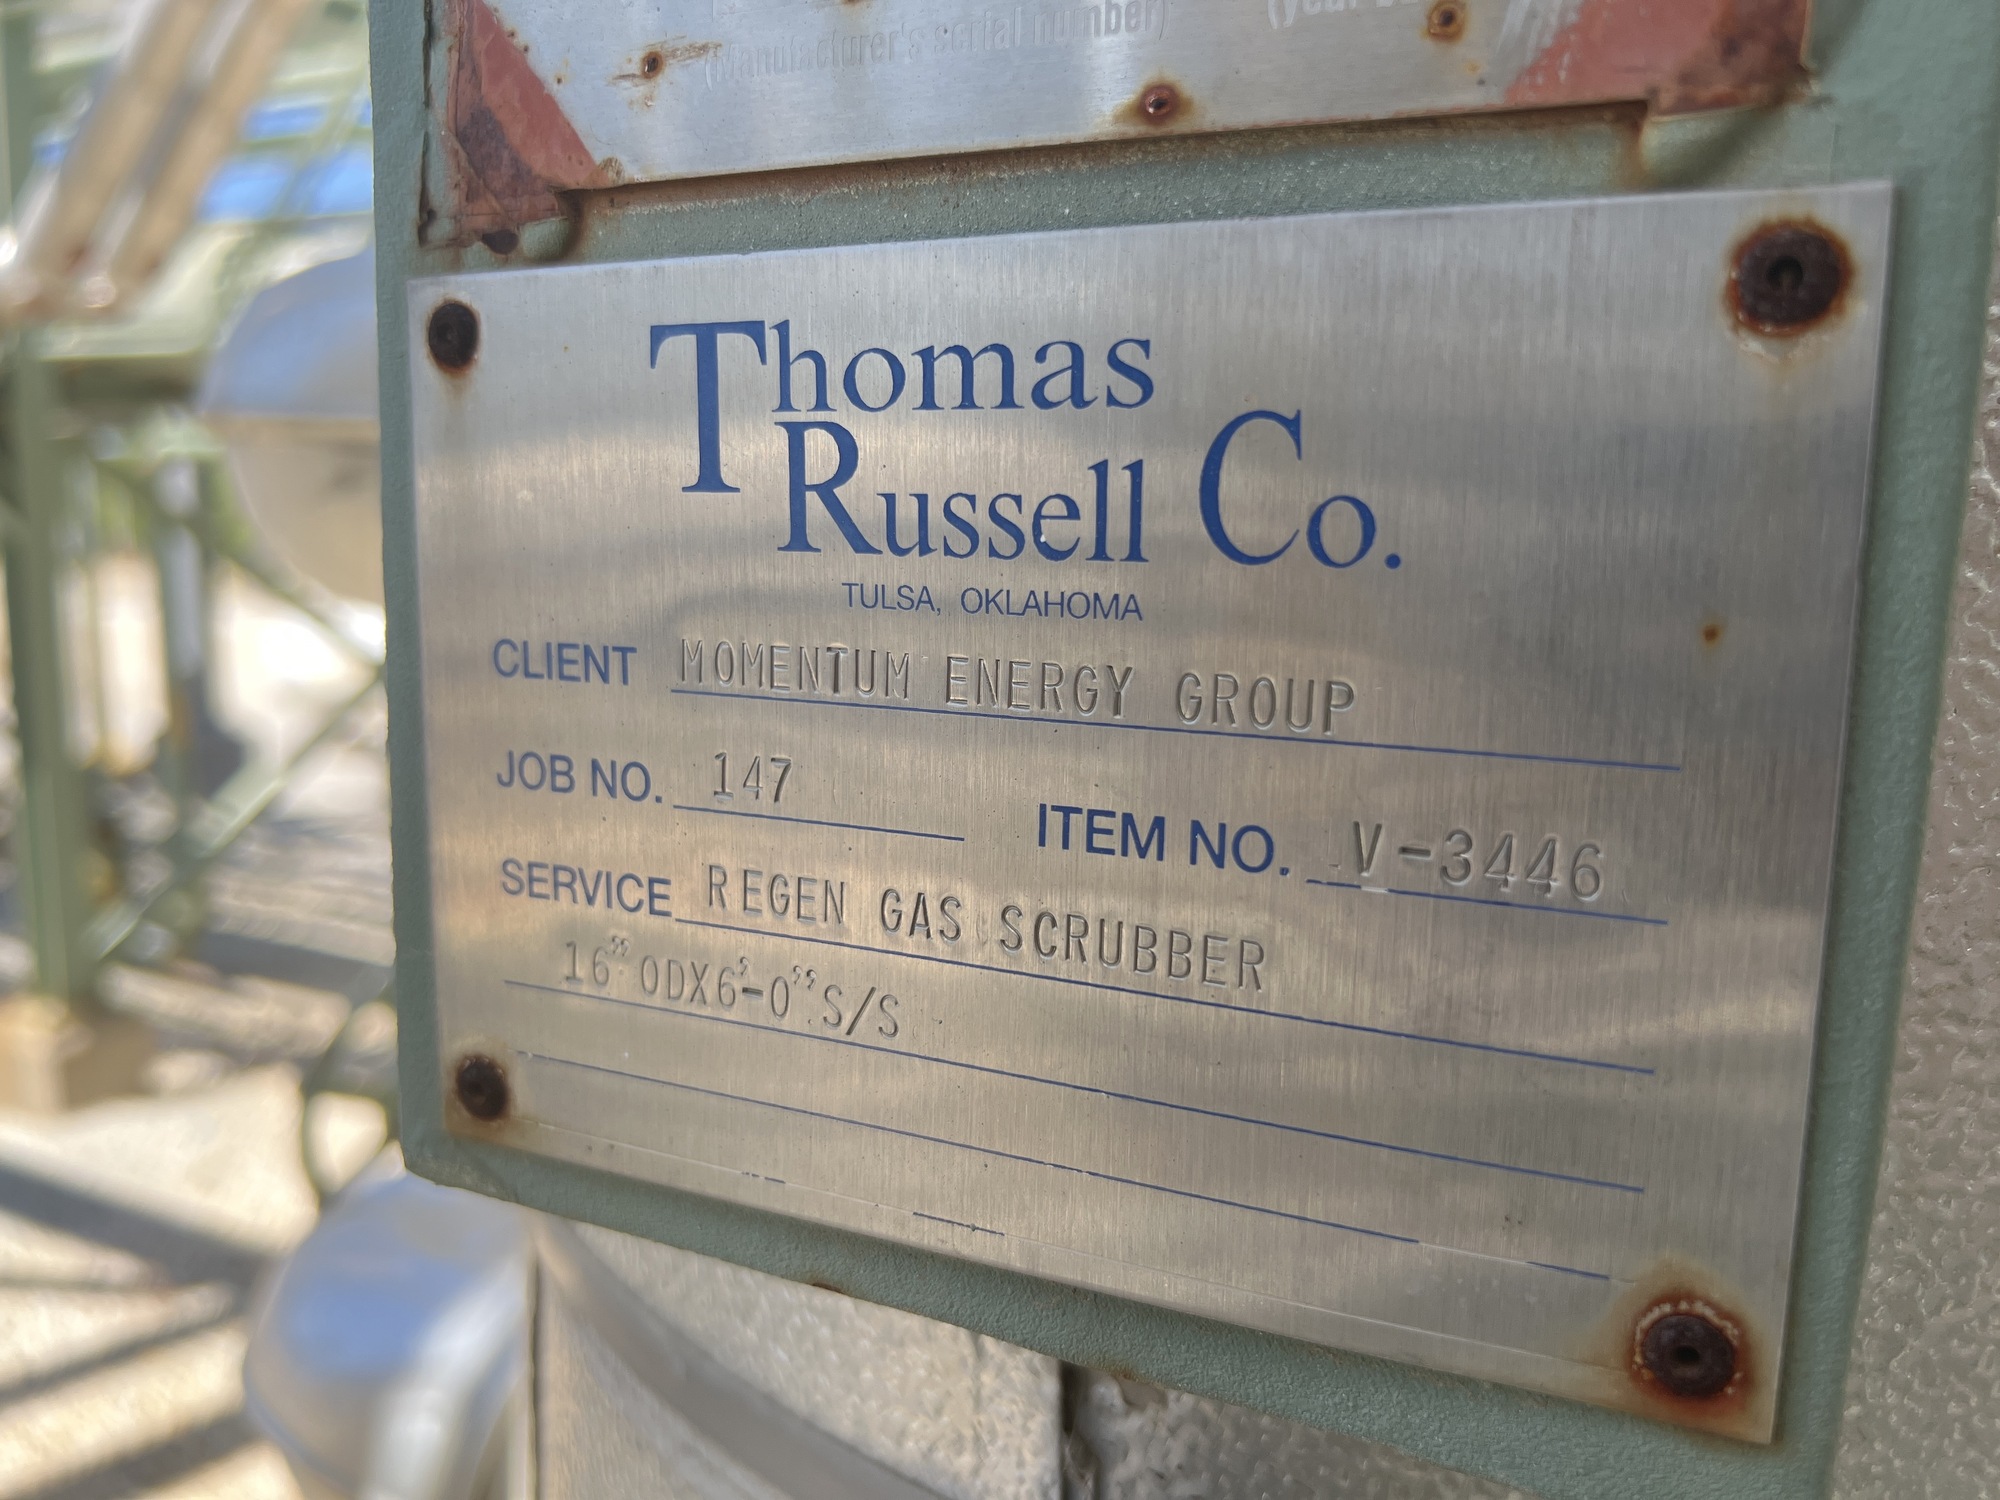 (Manufacturer's serial number) (year
Thomas
Russell Co.
TULSA, OKLAHOMA
CLIENT MOMENTUM ENERGY GROUP
JOB NO. 147 ITEM NO. V-3446
SERVICE REGEN GAS SCRUBBER
16" ODX6'-0" S/S